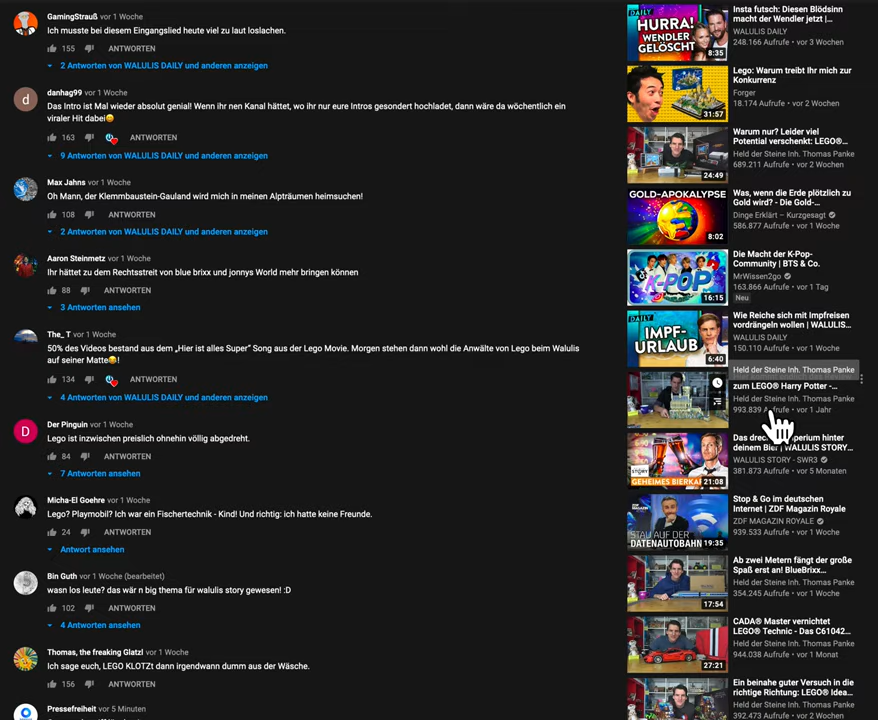 GamingStrauß vor 1 Woche
Ich musste bei diesem Eingangslied heute viel zu laut loslachen.
155 ANTWORTEN
2 Antworten von WALULIS DAILY und anderen anzeigen
d
danhag99 vor 1 Woche
Das Intro ist Mal wieder absolut genial! Wenn ihr nen Kanal hättet, wo ihr nur eure Intros gesondert hochladet, dann wäre da wöchentlich ein
viraler Hit dabei😄
163 ANTWORTEN
9 Antworten von WALULIS DAILY und anderen anzeigen
Max Jahns vor 1 Woche
Oh Mann, der Klemmbaustein-Gauland wird mich in meinen Alpträumen heimsuchen!
108 ANTWORTEN
2 Antworten von WALULIS DAILY und anderen anzeigen
Aaron Steinmetz vor 1 Woche
Ihr hättet zu dem Rechtsstreit von blue brixx und jonnys World mehr bringen können
88 ANTWORTEN
3 Antworten ansehen
The_ T vor 1 Woche
50% des Videos bestand aus dem „Hier ist alles Super“ Song aus der Lego Movie. Morgen stehen dann wohl die Anwälte von Lego beim Walulis
auf seiner Matte😂!
134 ANTWORTEN
4 Antworten von WALULIS DAILY und anderen anzeigen
D
Der Pinguin vor 1 Woche
Lego ist inzwischen preislich ohnehin völlig abgedreht.
84 ANTWORTEN
7 Antworten ansehen
Micha-El Goehre vor 1 Woche
Lego? Playmobil? Ich war ein Fischertechnik - Kind! Und richtig: ich hatte keine Freunde.
24 ANTWORTEN
Antwort ansehen
Bin Guth vor 1 Woche (bearbeitet)
wasn los leute? das wär n big thema für walulis story gewesen! :D
102 ANTWORTEN
4 Antworten ansehen
Thomas, the freaking Glatzl vor 1 Woche
Ich sage euch, LEGO KLOTZt dann irgendwann dumm aus der Wäsche.
156 ANTWORTEN
Pressefreiheit vor 5 Minuten
DAILY
HURRA!
WENDLER
GELÖSCHT
8:35
Insta futsch: Diesen Blödsinn
macht der Wendler jetzt |...
WALULIS DAILY
248.166 Aufrufe • vor 3 Wochen
31:57
Lego: Warum treibt Ihr mich zur
Konkurrenz
Forger
18.174 Aufrufe • vor 2 Wochen
24:49
Warum nur? Leider viel
Potential verschenkt: LEGO®...
Held der Steine Inh. Thomas Panke
689.211 Aufrufe • vor 2 Wochen
GOLD-APOKALYPSE
8:02
Was, wenn die Erde plötzlich zu
Gold wird? - Die Gold-...
Dinge Erklärt – Kurzgesagt
586.877 Aufrufe • vor 1 Woche
K-POP
16:15
Die Macht der K-Pop-
Community | BTS & Co.
MrWissen2go
163.866 Aufrufe • vor 1 Tag
Neu
DAILY
IMPF-
URLAUB
6:40
Wie Reiche sich mit Impfreisen
vordrängeln wollen | WALULIS...
WALULIS DAILY
150.110 Aufrufe • vor 1 Woche
Held der Steine Inh. Thomas Panke
zum LEGO® Harry Potter -...
Held der Steine Inh. Thomas Panke
993.839 Aufrufe • vor 1 Jahr
STORY
GEHEIMES BIERKA
21:08
Das drec perium hinter
deinem Bier | WALULIS STORY...
WALULIS STORY - SWR3
381.873 Aufrufe • vor 5 Monaten
STAU AUF DER
DATENAUTOBAHN
19:35
Stop & Go im deutschen
Internet | ZDF Magazin Royale
ZDF MAGAZIN ROYALE
939.533 Aufrufe • vor 1 Woche
17:54
Ab zwei Metern fängt der große
Spaß erst an! BlueBrixx...
Held der Steine Inh. Thomas Panke
354.245 Aufrufe • vor 1 Woche
27:21
CADA® Master vernichtet
LEGO® Technic - Das C61042...
Held der Steine Inh. Thomas Panke
944.038 Aufrufe • vor 1 Monat
Ein beinahe guter Versuch in die
richtige Richtung: LEGO® Idea...
Held der Steine Inh. Thomas Panke
392.473 Aufrufe • vor 2 Wochen